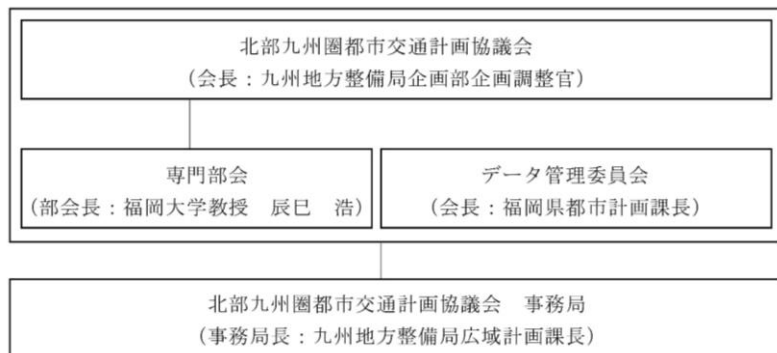 北部九州圏都市交通計画協議会
(会長：九州地方整備局企画部企画調整官)
専門部会
(部会長：福岡大学教授　辰巳　浩)
データ管理委員会
(会長：福岡県都市計画課長)
北部九州圏都市交通計画協議会　事務局
(事務局長：九州地方整備局広域計画課長)